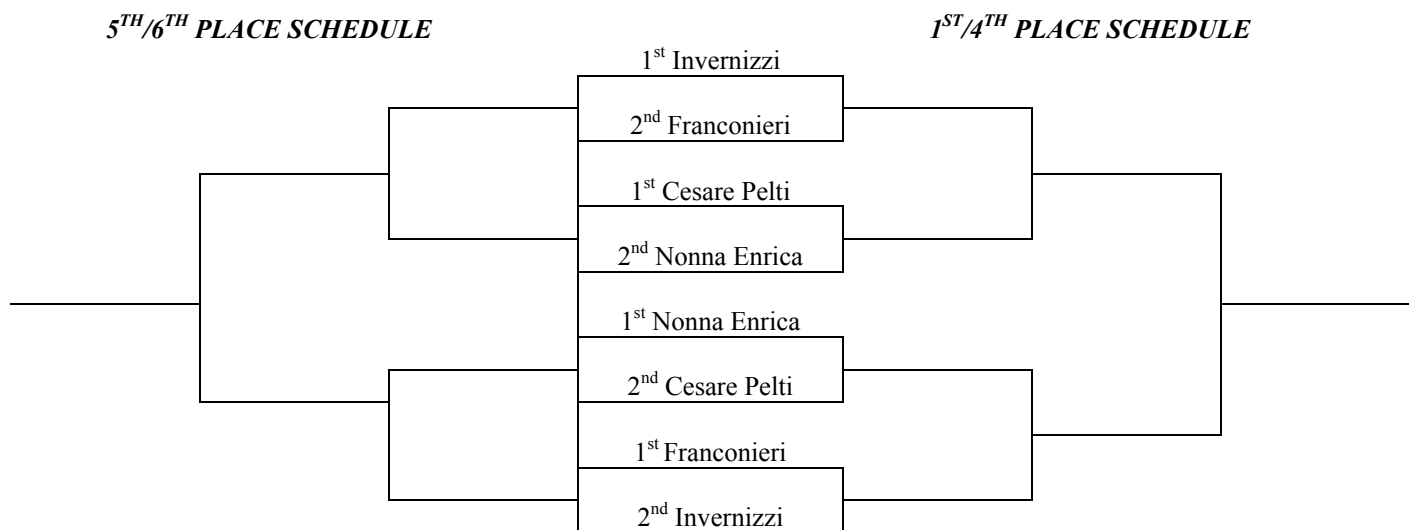 5TH/6TH PLACE SCHEDULE
1ST/4TH PLACE SCHEDULE
1st Invernizzi
2nd Franconieri
1st Cesare Pelti
2nd Nonna Enrica
1st Nonna Enrica
2nd Cesare Pelti
1st Franconieri
2nd Invernizzi